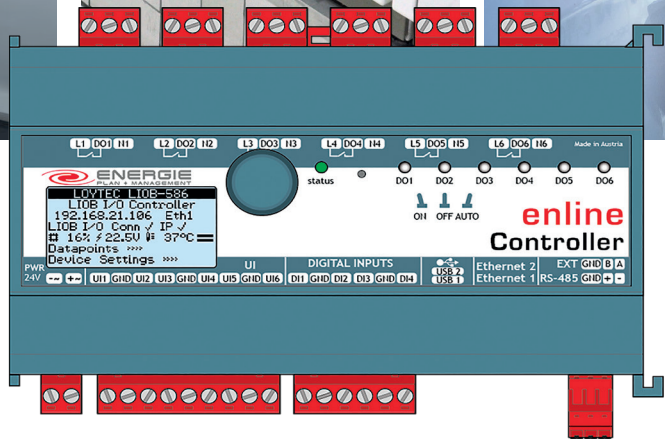 L1 DO1 N1 L2 DO2 N2 L3 DO3 N3 L4 DO4 N4 L5 DO5 N5 L6 DO6 N6 Made in Austria
ENERGIE
PLAN + MANAGEMENT
status DO1 DO2 DO3 DO4 DO5 DO6
ON OFF AUTO
enline
Controller
LOYTEC LIOB-586
LIOB I/O Controller
192.168.21.106 Eth1
LIOB I/O Conn √ IP √
16% 22.5V 37°C
Datapoints »»
Device Settings »»
PWR
24V -~ +~
UI
UI1 GND UI2 UI3 GND UI4 UI5 GND UI6
DIGITAL INPUTS
DI1 GND DI2 DI3 GND DI4
USB 2
USB 1
Ethernet 2
Ethernet 1
EXT GND B A
RS-485 GND + -